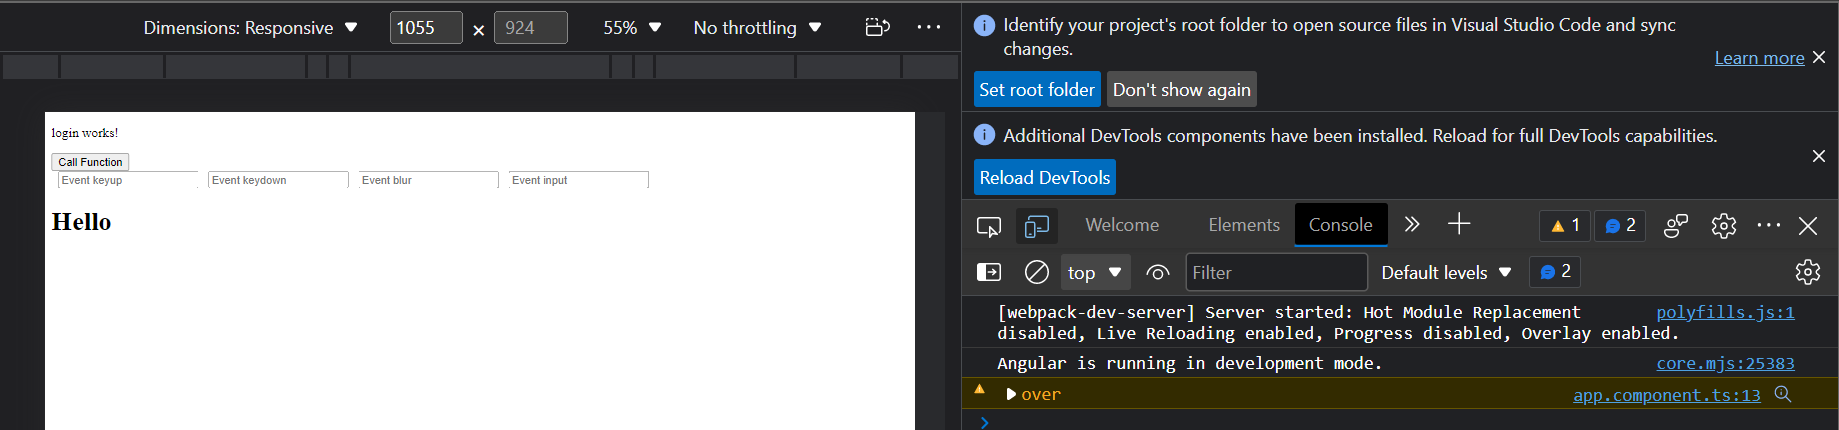 Dimensions: Responsive ▼ 1055 × 924 55% ▼ No throttling ▼
login works!
Call Function
Event keyup Event keydown Event blur Event input
Hello
Identify your project's root folder to open source files in Visual Studio Code and sync
changes.
Learn more
Set root folder Don't show again
Additional DevTools components have been installed. Reload for full DevTools capabilities.
Reload DevTools
Welcome Elements Console 1 2
top ▼ Filter Default levels ▼ 2
[webpack-dev-server] Server started: Hot Module Replacement polyfills.js:1
disabled, Live Reloading enabled, Progress disabled, Overlay enabled.
Angular is running in development mode. core.mjs:25383
over app.component.ts:13